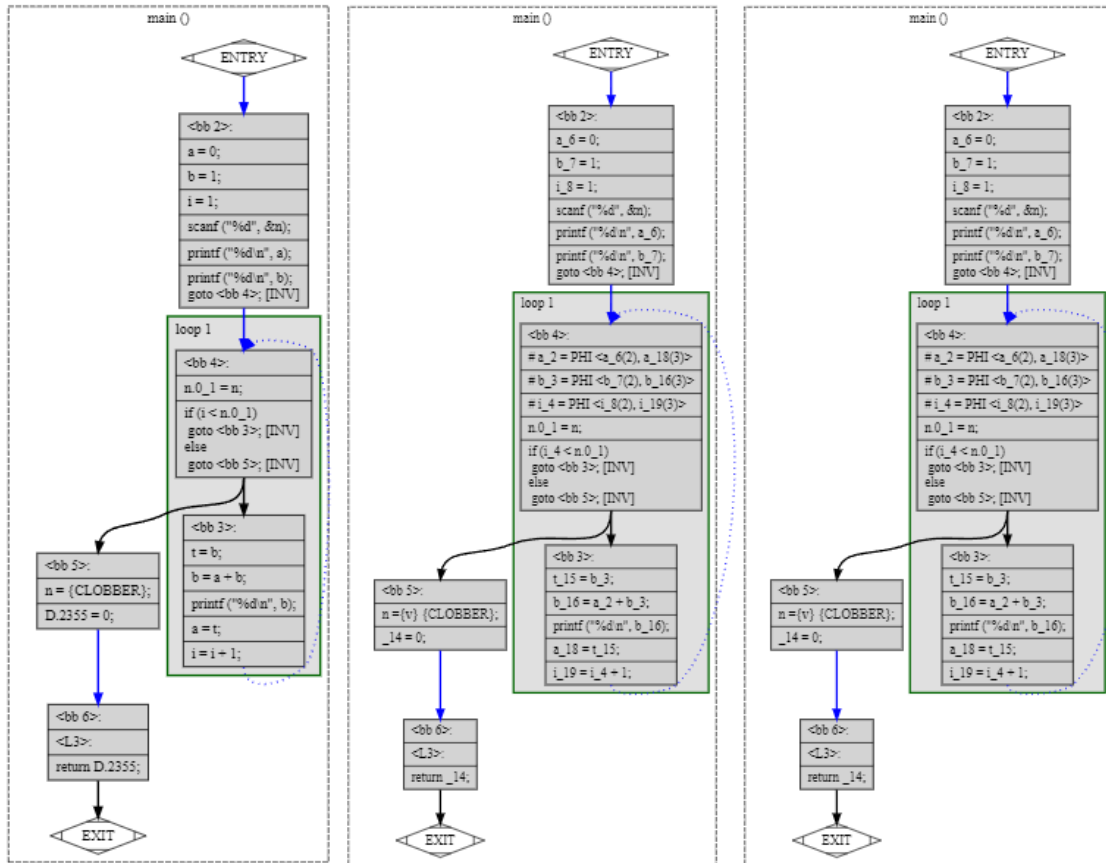 main ()
ENTRY
<bb 2>:
a = 0;
b = 1;
i = 1;
scanf ("%d", &n);
printf ("%d\n", a);
printf ("%d\n", b);
goto <bb 4>; [INV]
loop 1
<bb 4>:
n.0_1 = n;
if (i < n.0_1)
goto <bb 3>; [INV]
else
goto <bb 5>; [INV]
<bb 3>:
t = b;
b = a + b;
printf ("%d\n", b);
a = t;
i = i + 1;
<bb 5>:
n = {CLOBBER};
D.2355 = 0;
<bb 6>:
<L3>:
return D.2355;
EXIT
main ()
ENTRY
<bb 2>:
a_6 = 0;
b_7 = 1;
i_8 = 1;
scanf ("%d", &n);
printf ("%d\n", a_6);
printf ("%d\n", b_7);
goto <bb 4>; [INV]
loop 1
<bb 4>:
# a_2 = PHI <a_6(2), a_18(3)>
# b_3 = PHI <b_7(2), b_16(3)>
# i_4 = PHI <i_8(2), i_19(3)>
n.0_1 = n;
if (i_4 < n.0_1)
goto <bb 3>; [INV]
else
goto <bb 5>; [INV]
<bb 3>:
t_15 = b_3;
b_16 = a_2 + b_3;
printf ("%d\n", b_16);
a_18 = t_15;
i_19 = i_4 + 1;
<bb 5>:
n ={v} {CLOBBER};
_14 = 0;
<bb 6>:
<L3>:
return _14;
EXIT
main ()
ENTRY
<bb 2>:
a_6 = 0;
b_7 = 1;
i_8 = 1;
scanf ("%d", &n);
printf ("%d\n", a_6);
printf ("%d\n", b_7);
goto <bb 4>; [INV]
loop 1
<bb 4>:
# a_2 = PHI <a_6(2), a_18(3)>
# b_3 = PHI <b_7(2), b_16(3)>
# i_4 = PHI <i_8(2), i_19(3)>
n.0_1 = n;
if (i_4 < n.0_1)
goto <bb 3>; [INV]
else
goto <bb 5>; [INV]
<bb 3>:
t_15 = b_3;
b_16 = a_2 + b_3;
printf ("%d\n", b_16);
a_18 = t_15;
i_19 = i_4 + 1;
<bb 5>:
n ={v} {CLOBBER};
_14 = 0;
<bb 6>:
<L3>:
return _14;
EXIT